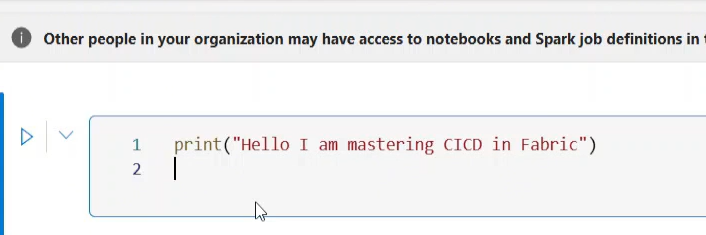 Other people in your organization may have access to notebooks and Spark job definitions in
1 print("Hello I am mastering CICD in Fabric")
2